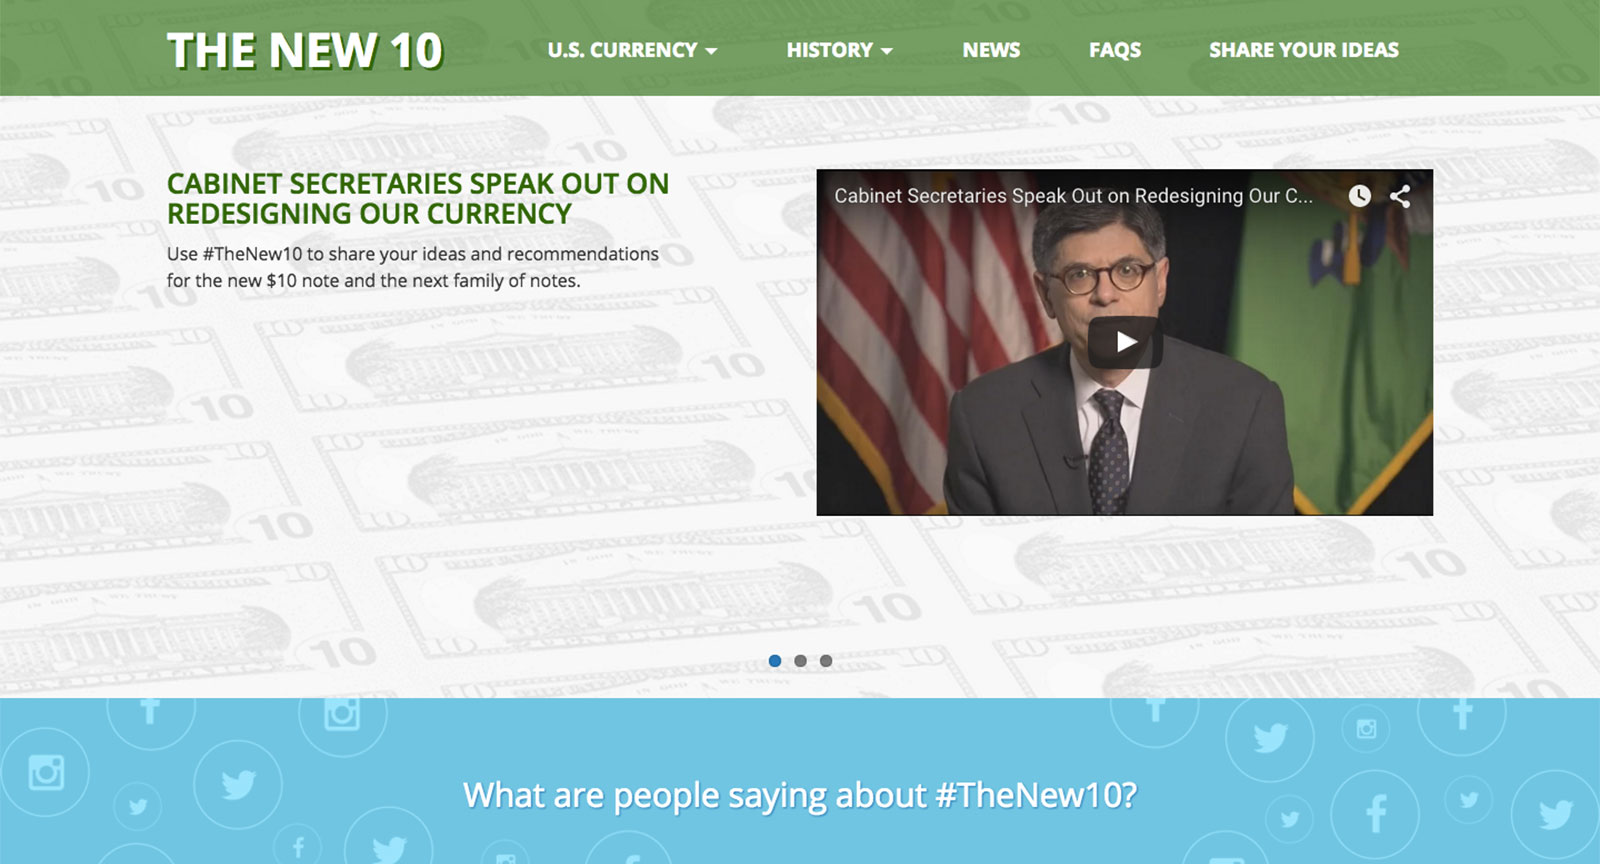 THE NEW 10
U.S. CURRENCY
HISTORY
NEWS
FAQS
SHARE YOUR IDEAS
CABINET SECRETARIES SPEAK OUT ON
REDESIGNING OUR CURRENCY
Use #TheNew10 to share your ideas and recommendations
for the new $10 note and the next family of notes.
Cabinet Secretaries Speak Out on Redesigning Our C...
What are people saying about #TheNew10?